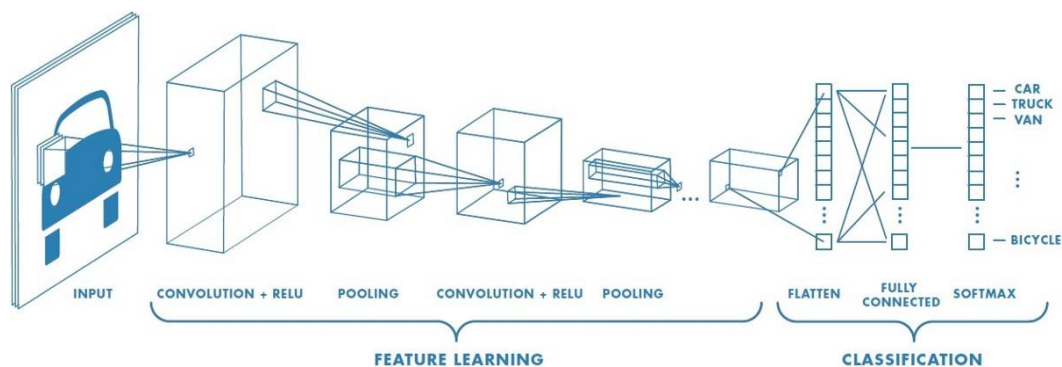 CAR
TRUCK
VAN
BICYCLE
INPUT
CONVOLUTION + RELU
POOLING
CONVOLUTION + RELU
POOLING
FLATTEN
FULLY
CONNECTED
SOFTMAX
FEATURE LEARNING
CLASSIFICATION